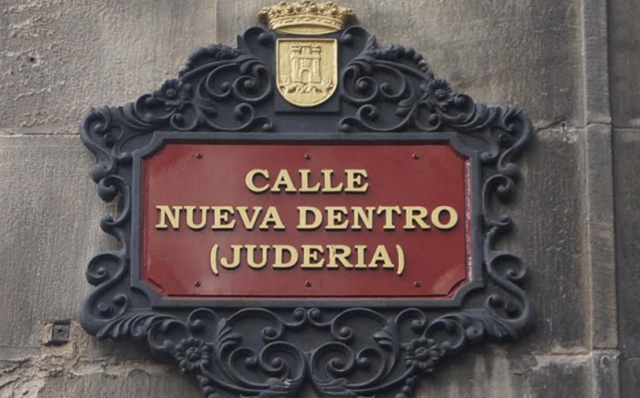 CALLE
NUEVA DENTRO
(JUDERIA)